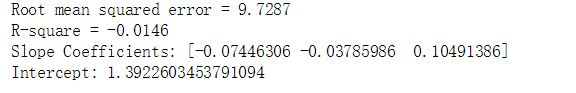 Root mean squared error = 9.7287
R-square = -0.0146
Slope Coefficients: [-0.07446306 -0.03785986  0.10491386]
Intercept: 1.3922603453791094